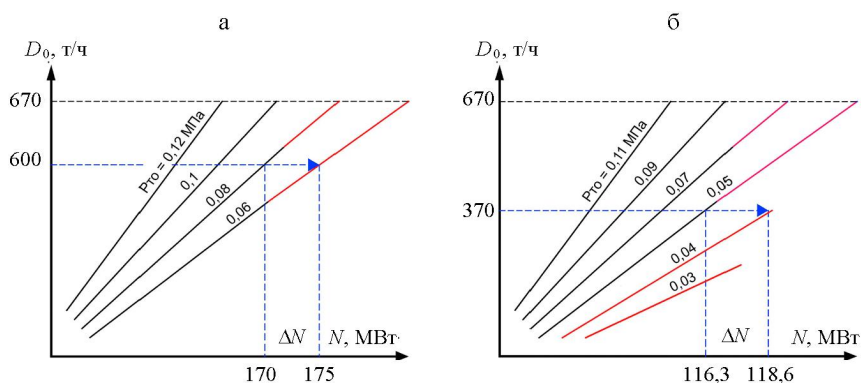 а
D₀, т/ч
670
600
Pто = 0,12 МПа
0,1
0,08
0,06
ΔN
N, МВт
170
175
б
D₀, т/ч
670
370
Pто = 0,11 МПа
0,09
0,07
0,05
0,04
0,03
ΔN
N, МВт
116,3
118,6